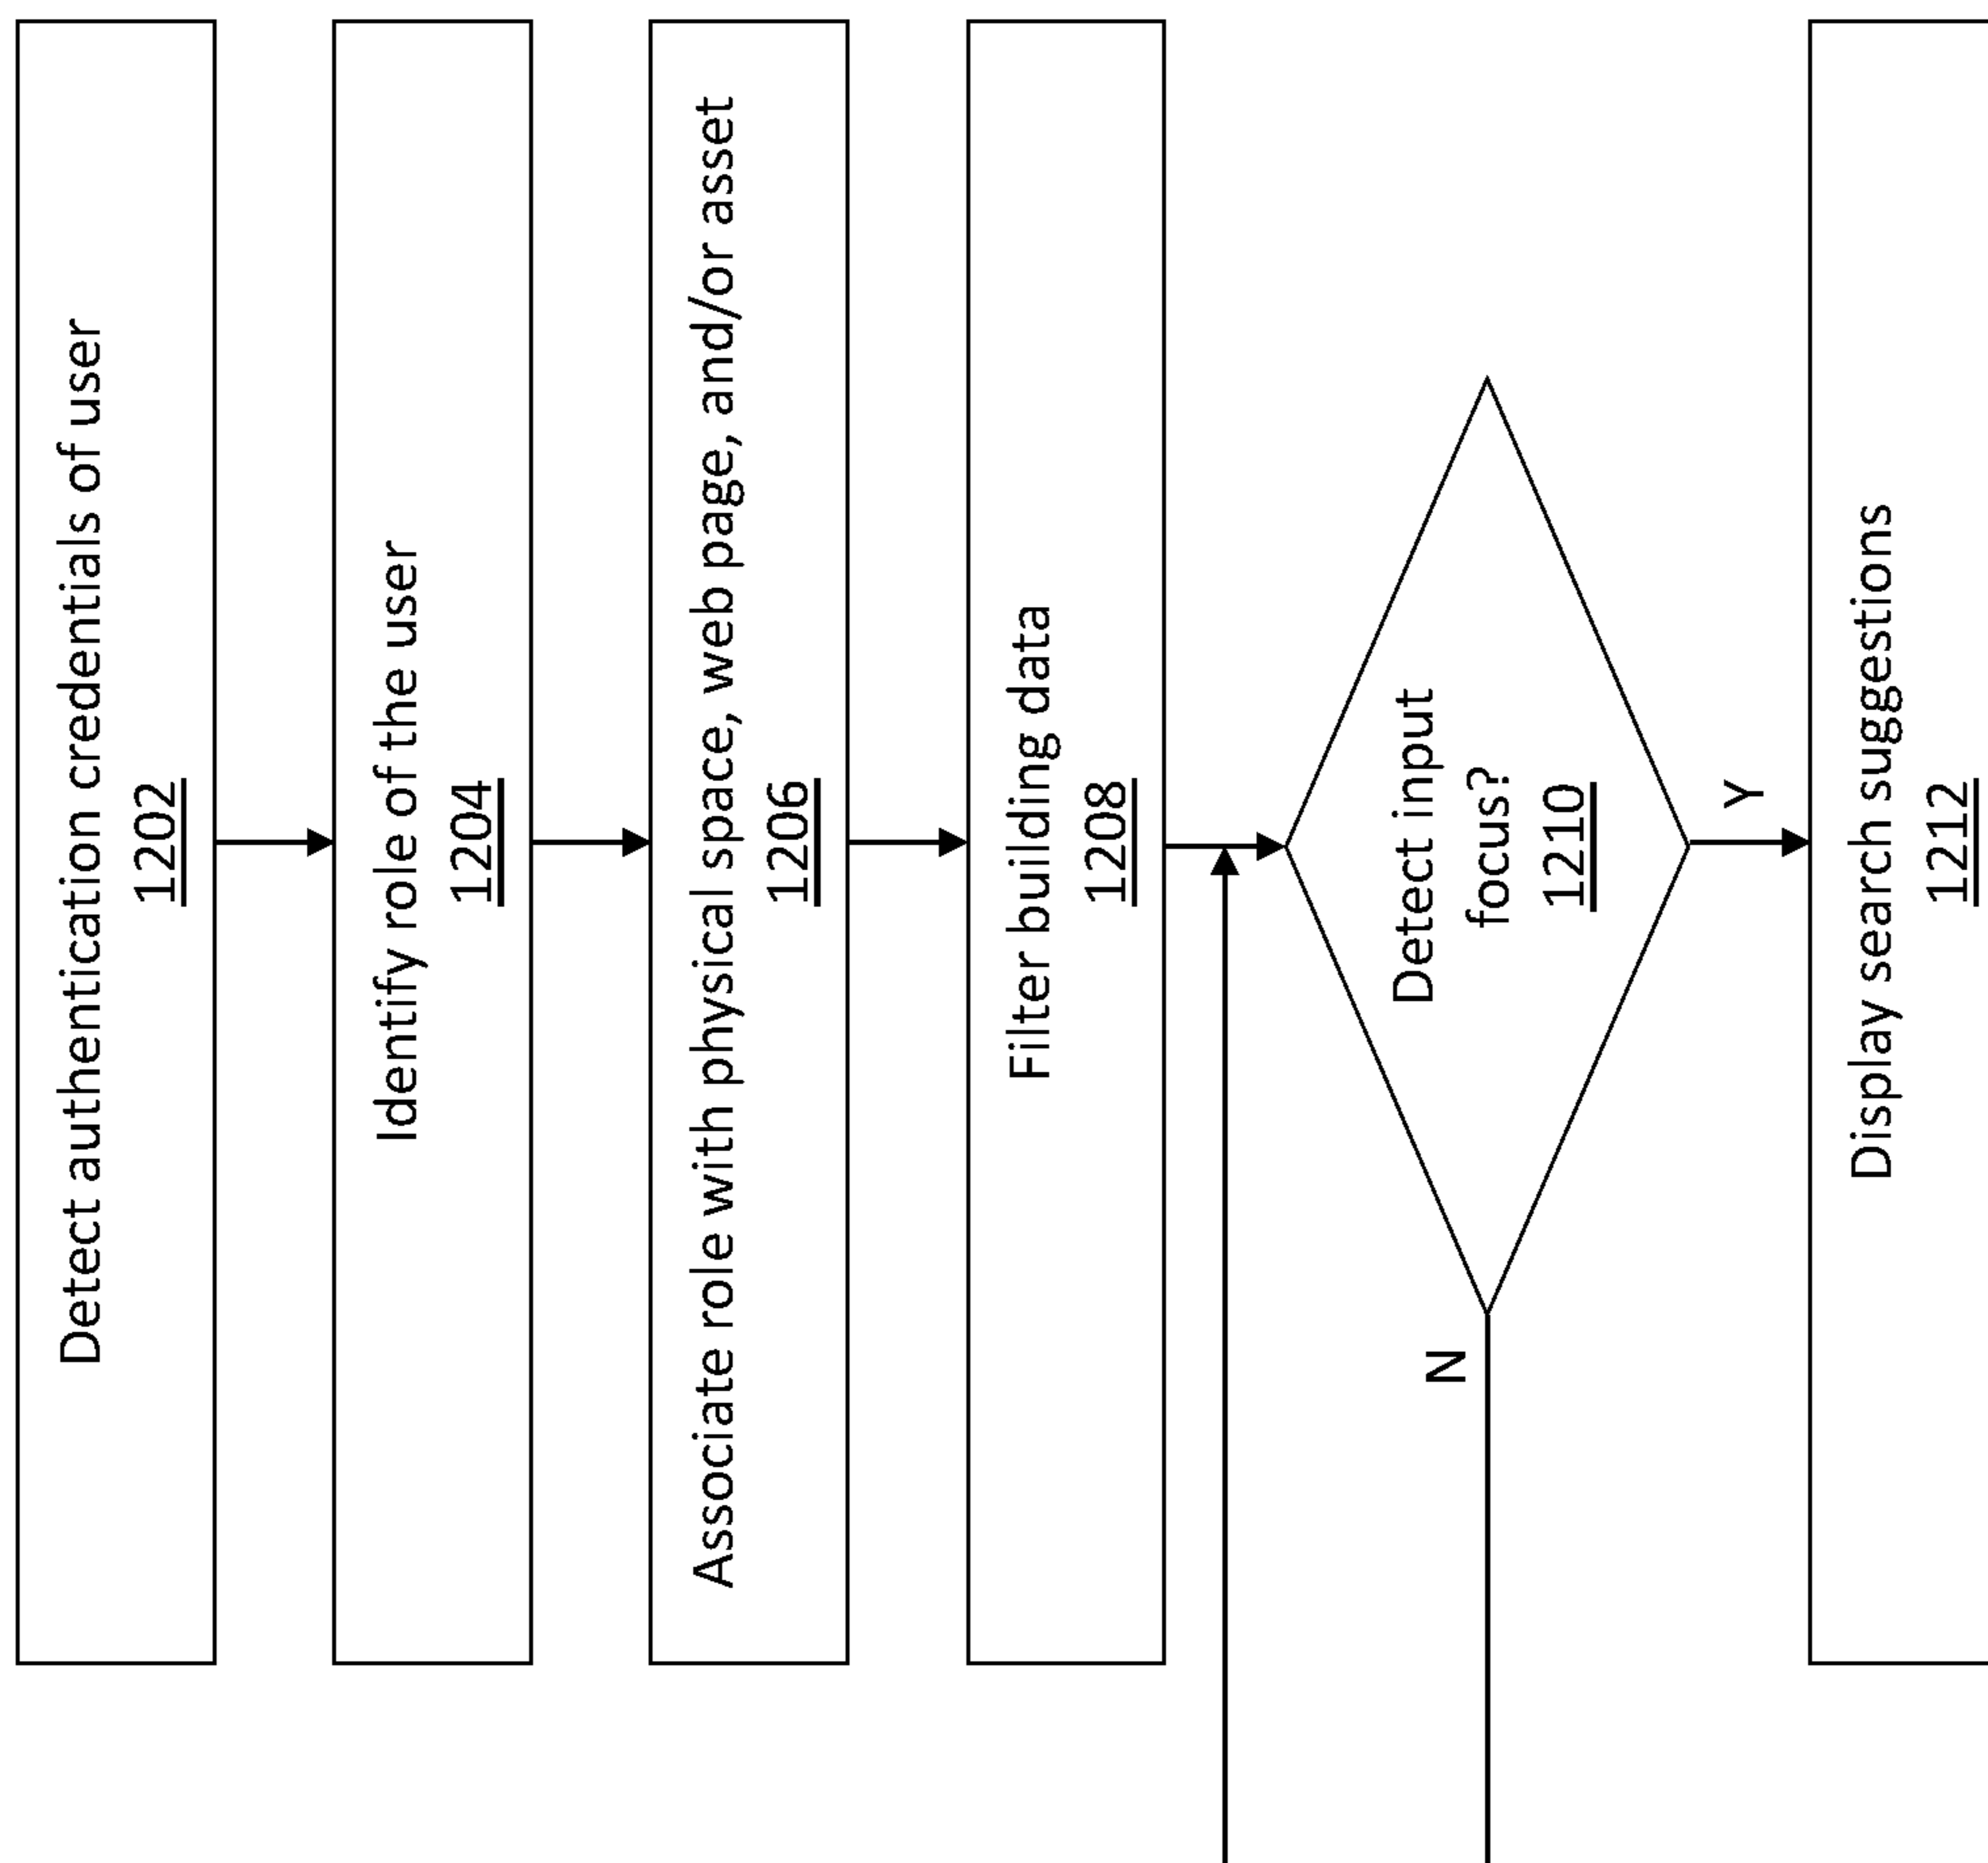 Detect authentication credentials of user
1202
Identify role of the user
1204
Associate role with physical space, web page, and/or asset
1206
Filter building data
1208
Detect input
focus?
1210
N
Y
Display search suggestions
1212